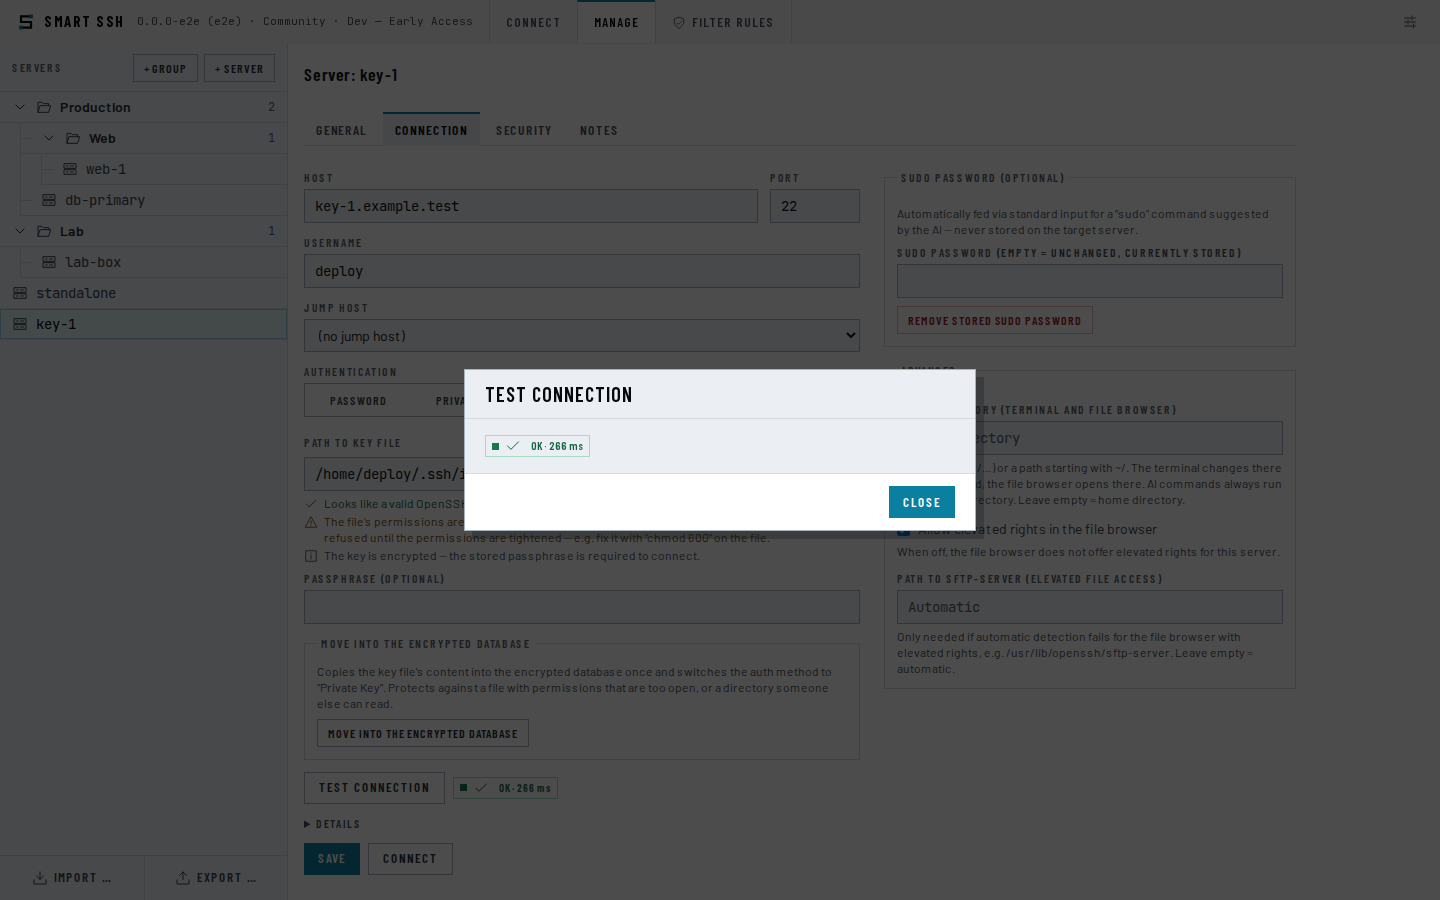 SMART SSH 0.0.0-e2e (e2e) · Community · Dev — Early Access CONNECT MANAGE FILTER RULES
SERVERS + GROUP + SERVER
Production 2
Web 1
web-1
db-primary
Lab 1
lab-box
standalone
key-1
IMPORT ... EXPORT ...
Server: key-1
GENERAL CONNECTION SECURITY NOTES
HOST PORT
key-1.example.test 22
USERNAME
deploy
JUMP HOST
(no jump host)
AUTHENTICATION
PASSWORD
PATH TO KEY FILE
/home/deploy/.ssh/
Looks like a valid OpenSSH
The file's permissions are
refused until the permissions are tightened — e.g. fix it with "chmod 600" on the file.
The key is encrypted — the stored passphrase is required to connect.
PASSPHRASE (OPTIONAL)
MOVE INTO THE ENCRYPTED DATABASE
Copies the key file's content into the encrypted database once and switches the auth method to
"Private Key". Protects against a file with permissions that are too open, or a directory someone
else can read.
MOVE INTO THE ENCRYPTED DATABASE
TEST CONNECTION OK · 266 ms
DETAILS
SAVE CONNECT
SUDO PASSWORD (OPTIONAL)
Automatically fed via standard input for a "sudo" command suggested
by the AI — never stored on the target server.
SUDO PASSWORD (EMPTY = UNCHANGED, CURRENTLY STORED)
REMOVE STORED SUDO PASSWORD
ORY (TERMINAL AND FILE BROWSER)
ectory
/...) or a path starting with ~/. The terminal changes there
d, the file browser opens there. AI commands always run
rectory. Leave empty = home directory.
Allow elevated rights in the file browser
When off, the file browser does not offer elevated rights for this server.
PATH TO SFTP-SERVER (ELEVATED FILE ACCESS)
Automatic
Only needed if automatic detection fails for the file browser with
elevated rights, e.g. /usr/lib/openssh/sftp-server. Leave empty =
automatic.
TEST CONNECTION
OK · 266 ms
CLOSE